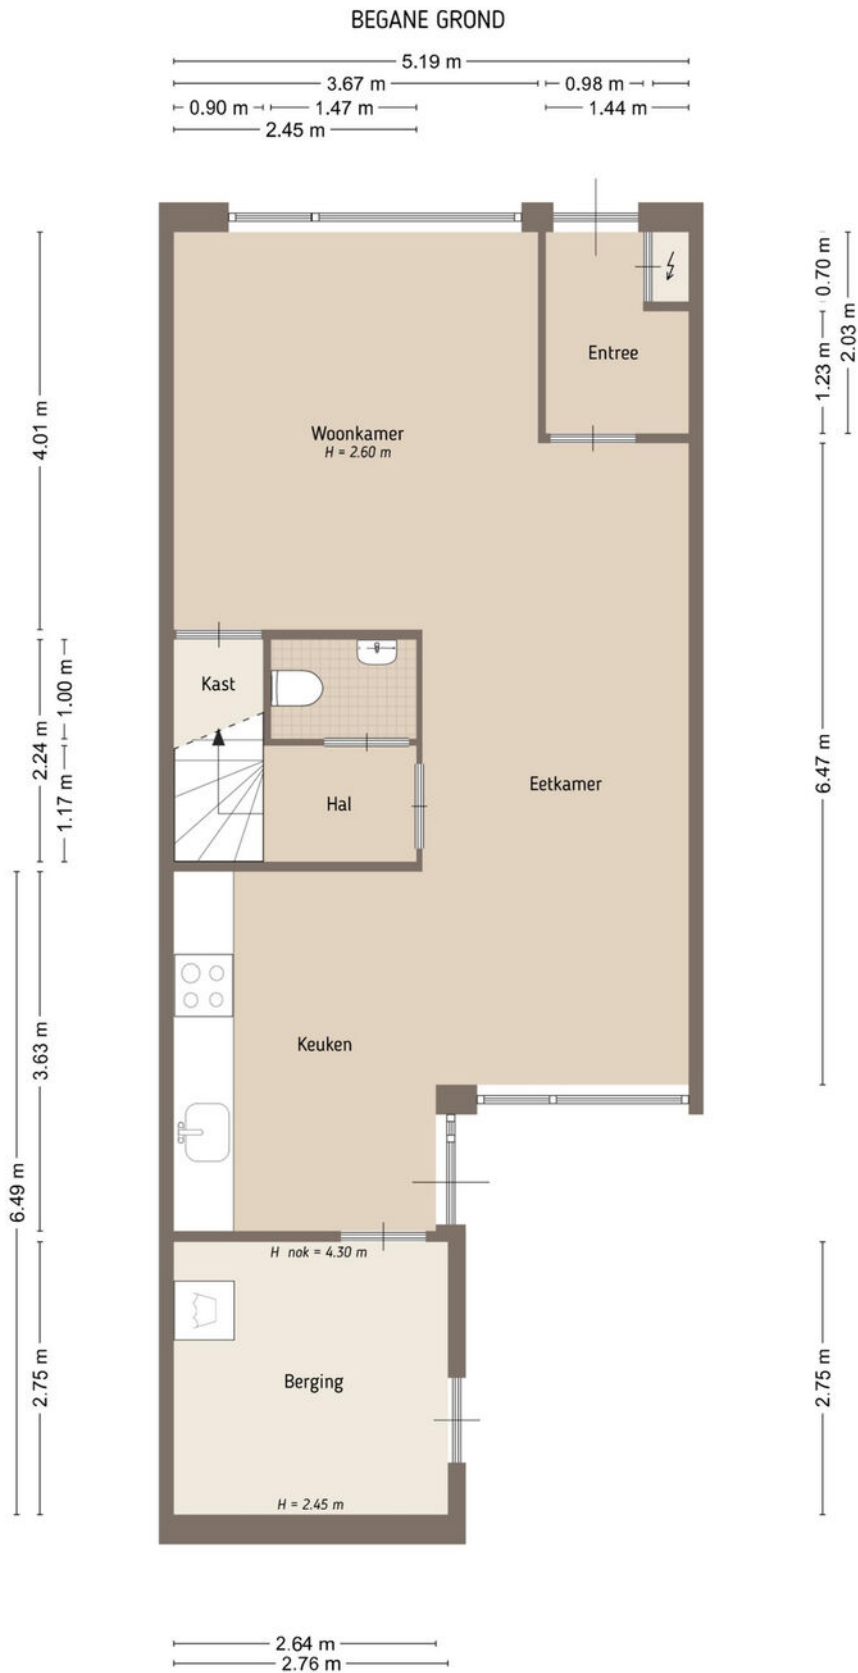 BEGANE GROND
5.19 m
3.67 m
0.98 m
0.90 m
1.47 m
1.44 m
2.45 m
0.70 m
2.03 m
1.23 m
Entree
4.01 m
Woonkamer
H = 2.60 m
Kast
1.00 m
2.24 m
1.17 m
Hal
Eetkamer
6.47 m
Keuken
3.63 m
6.49 m
H nok = 4.30 m
Berging
2.75 m
2.75 m
H = 2.45 m
2.64 m
2.76 m